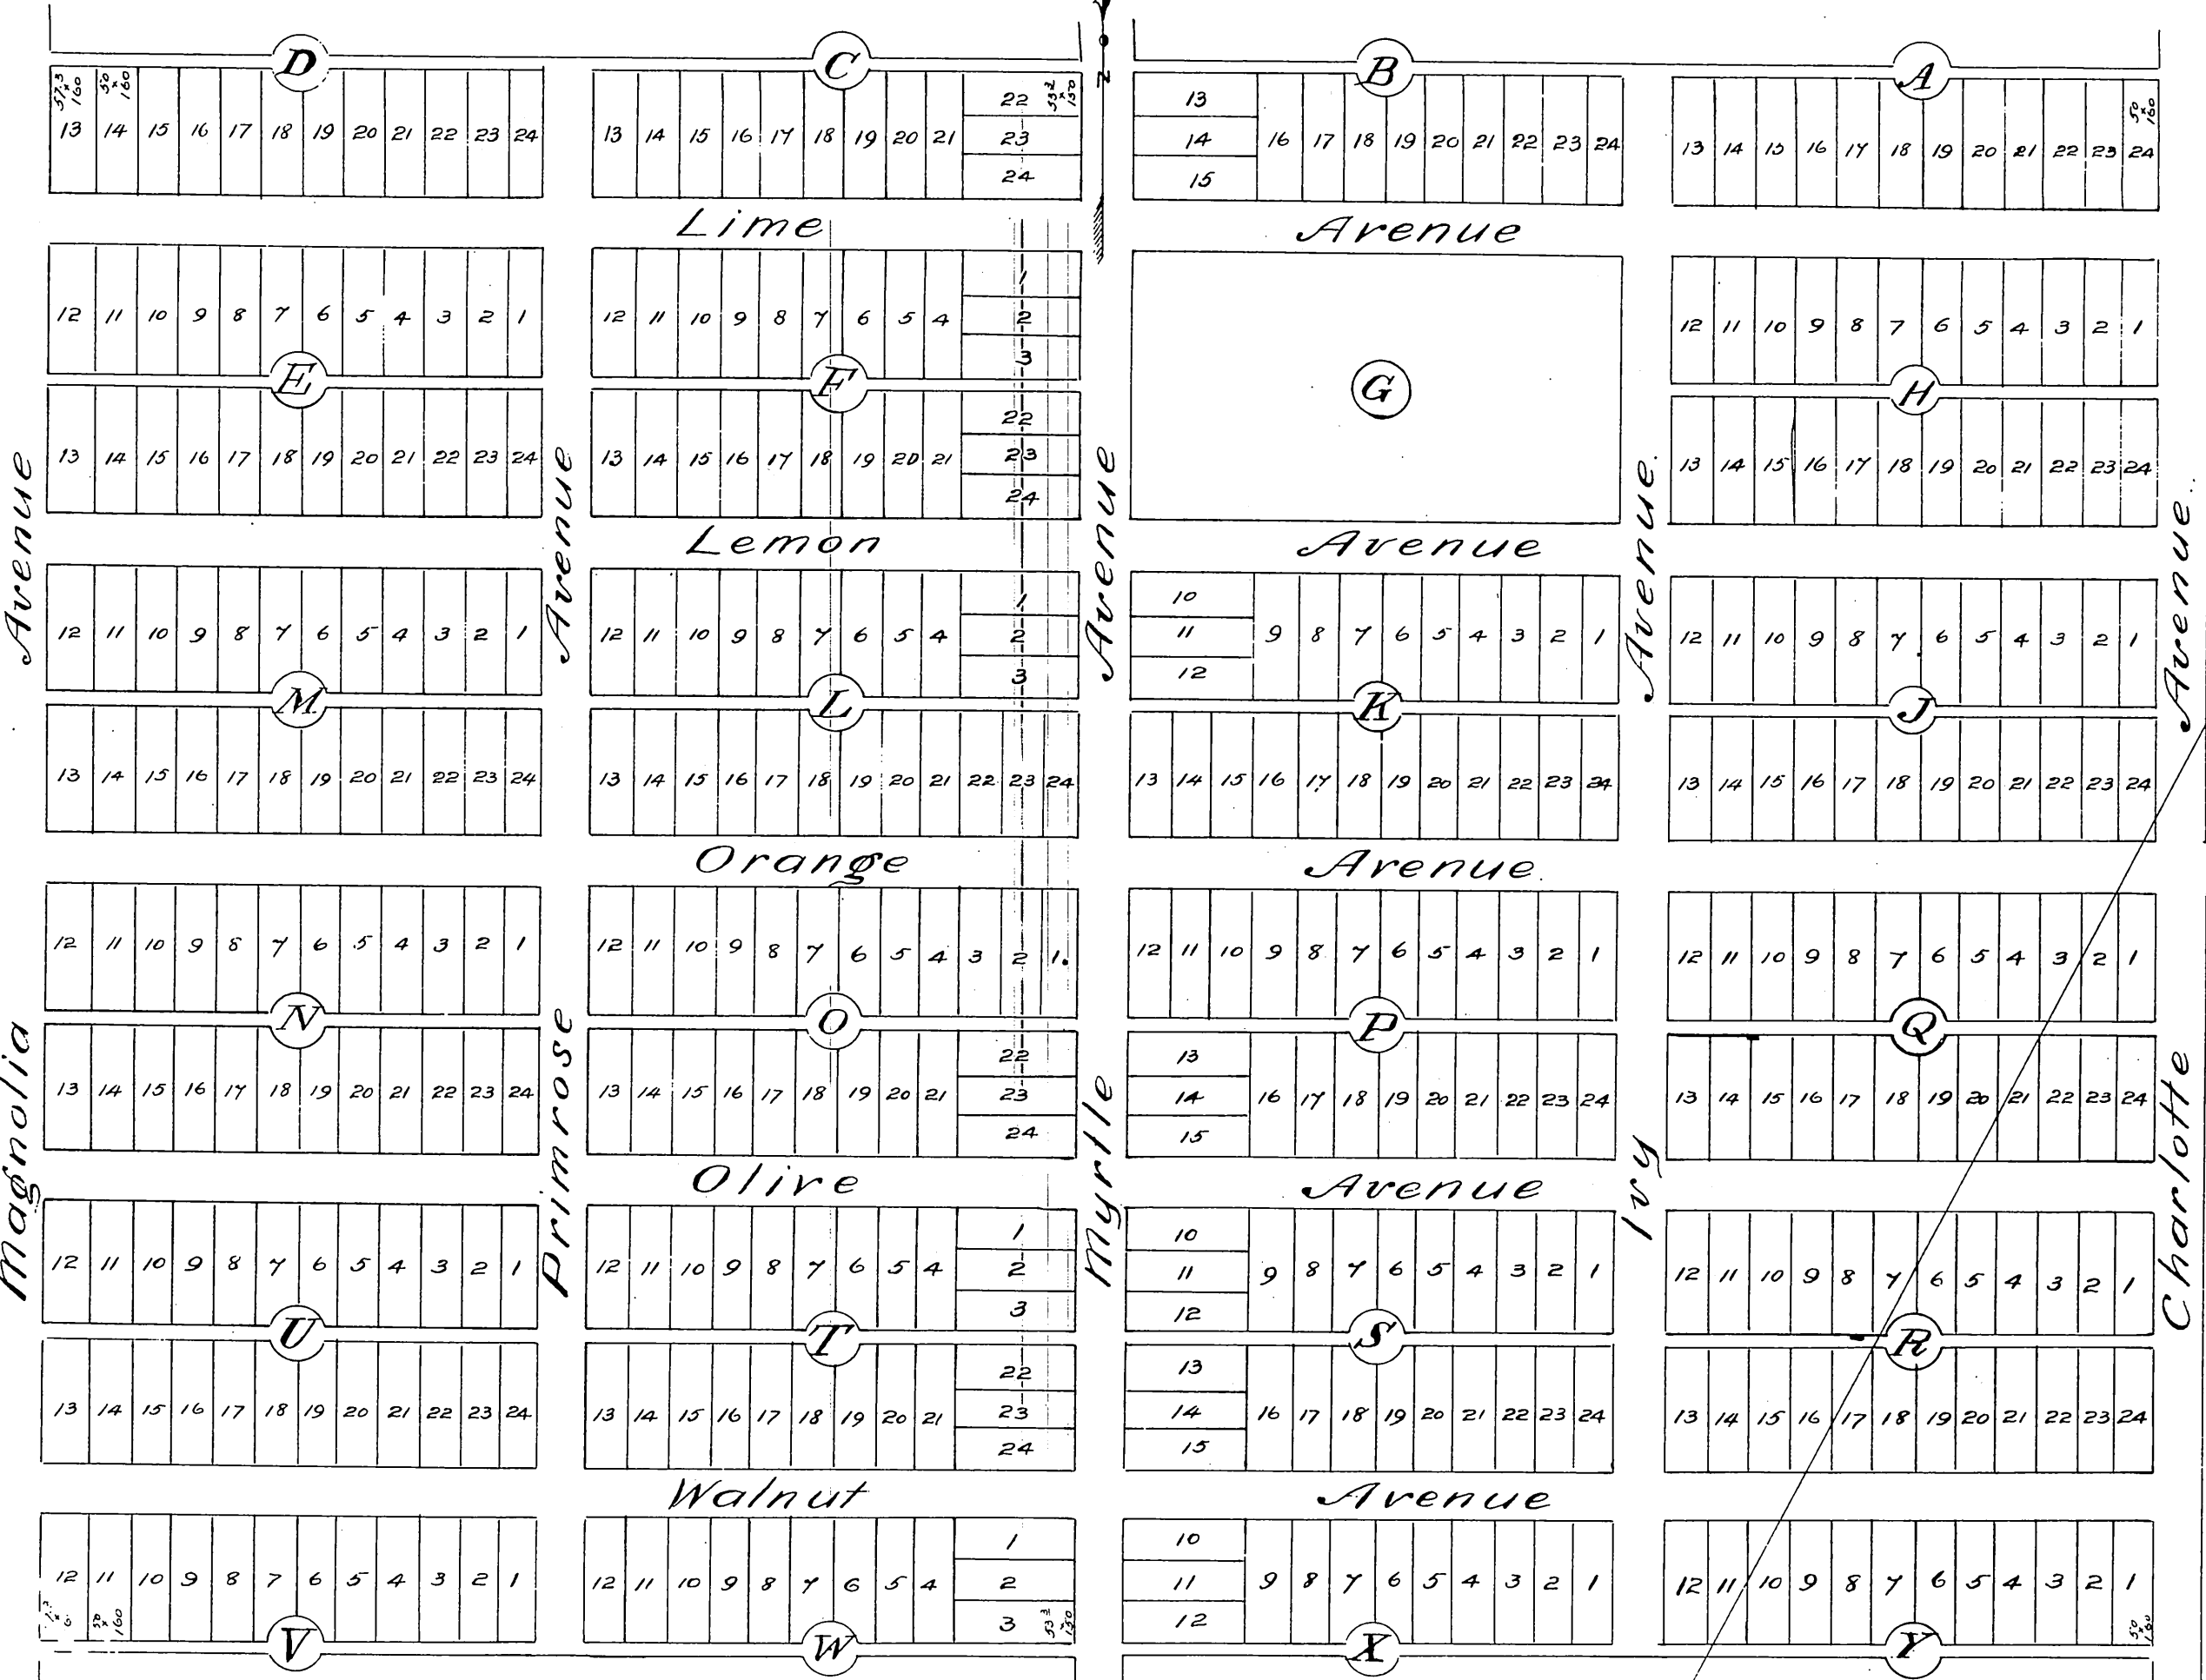 D C B A
57.3 x 160 50 x 160 53⅓ x 150 50 x 160
13 14 15 16 17 18 19 20 21 22 23 24
13 14 15 16 17 18 19 20 21 22 23 24
13 14 15 16 17 18 19 20 21 22 23 24
13 14 15 16 17 18 19 20 21 22 23 24
Lime Avenue
12 11 10 9 8 7 6 5 4 3 2 1
12 11 10 9 8 7 6 5 4 1 2 3
12 11 10 9 8 7 6 5 4 3 2 1
E F G H
13 14 15 16 17 18 19 20 21 22 23 24
13 14 15 16 17 18 19 20 21 22 23 24
13 14 15 16 17 18 19 20 21 22 23 24
Lemon Avenue
12 11 10 9 8 7 6 5 4 3 2 1
12 11 10 9 8 7 6 5 4 1 2 3
10 11 12 9 8 7 6 5 4 3 2 1
12 11 10 9 8 7 6 5 4 3 2 1
M L K J
13 14 15 16 17 18 19 20 21 22 23 24
13 14 15 16 17 18 19 20 21 22 23 24
13 14 15 16 17 18 19 20 21 22 23 24
13 14 15 16 17 18 19 20 21 22 23 24
Orange Avenue
12 11 10 9 8 7 6 5 4 3 2 1
12 11 10 9 8 7 6 5 4 3 2 1
12 11 10 9 8 7 6 5 4 3 2 1
12 11 10 9 8 7 6 5 4 3 2 1
N O P Q
13 14 15 16 17 18 19 20 21 22 23 24
13 14 15 16 17 18 19 20 21 22 23 24
13 14 15 16 17 18 19 20 21 22 23 24
13 14 15 16 17 18 19 20 21 22 23 24
Olive Avenue
12 11 10 9 8 7 6 5 4 3 2 1
12 11 10 9 8 7 6 5 4 1 2 3
10 11 12 9 8 7 6 5 4 3 2 1
12 11 10 9 8 7 6 5 4 3 2 1
U T S R
13 14 15 16 17 18 19 20 21 22 23 24
13 14 15 16 17 18 19 20 21 22 23 24
13 14 15 16 17 18 19 20 21 22 23 24
13 14 15 16 17 18 19 20 21 22 23 24
Walnut Avenue
12 11 10 9 8 7 6 5 4 3 2 1
12 11 10 9 8 7 6 5 4 1 2 3
10 11 12 9 8 7 6 5 4 3 2 1
12 11 10 9 8 7 6 5 4 3 2 1
50 x 160 50 x 160
V W X Y
Magnolia Avenue
Primrose Avenue
Myrtle Avenue
Ivy Avenue.
Charlotte Avenue